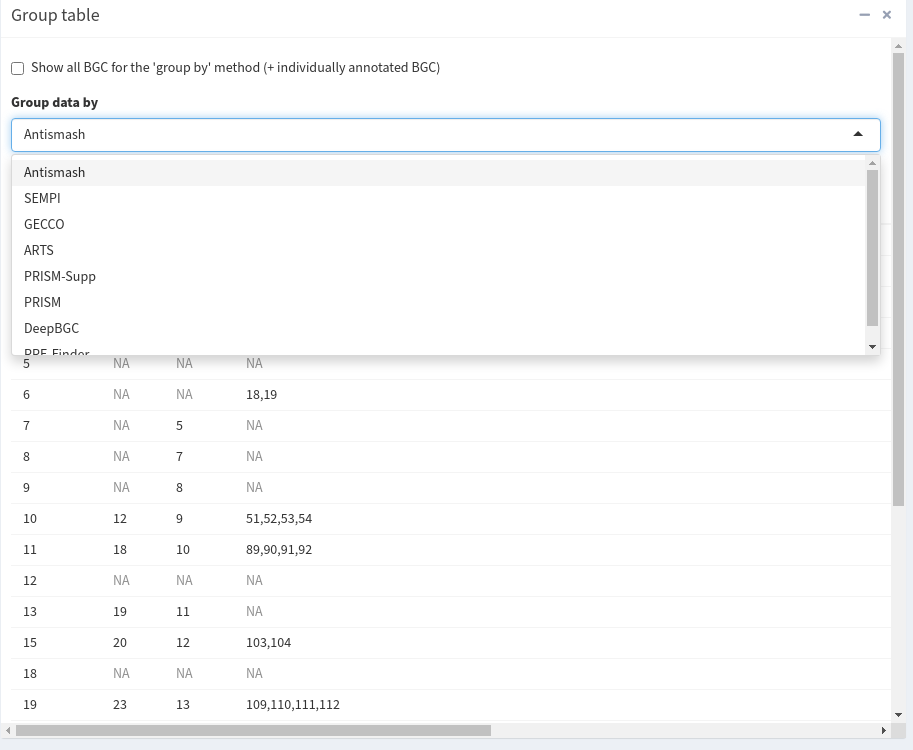 Group table
Show all BGC for the 'group by' method (+ individually annotated BGC)
Group data by
Antismash
Antismash
SEMPI
GECCO
ARTS
PRISM-Supp
PRISM
DeepBGC
5 NA NA NA
6 NA NA 18,19
7 NA 5 NA
8 NA 7 NA
9 NA 8 NA
10 12 9 51,52,53,54
11 18 10 89,90,91,92
12 NA NA NA
13 19 11 NA
15 20 12 103,104
18 NA NA NA
19 23 13 109,110,111,112